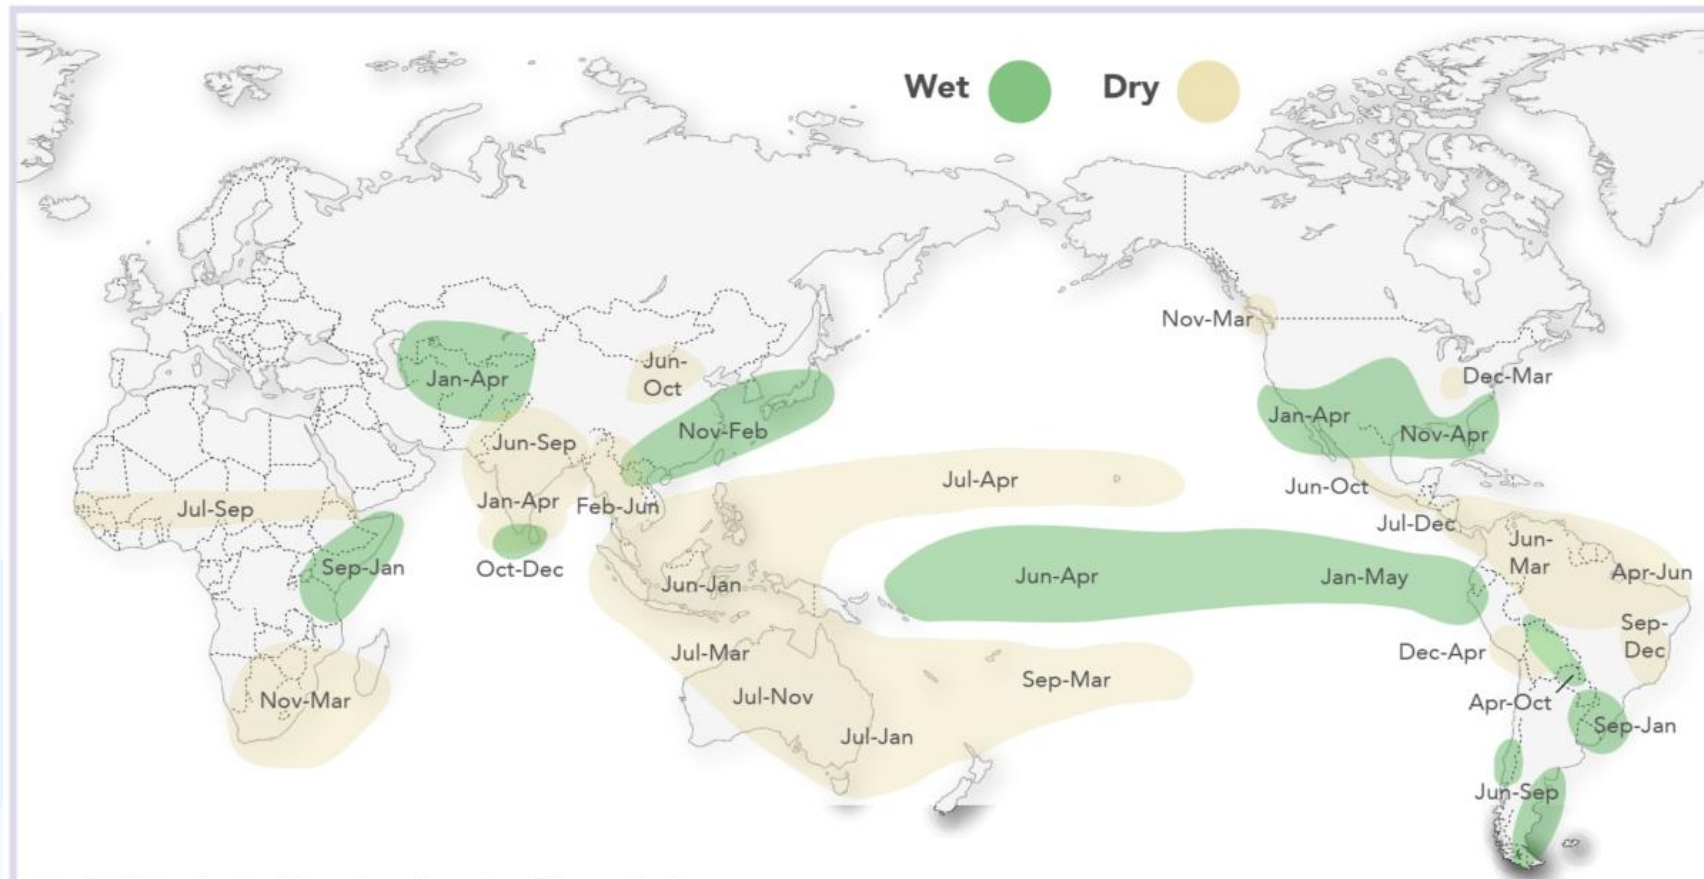 Wet
Dry
Nov-Mar
Jun-
Oct
Dec-Mar
Jan-Apr
Jan-Apr
Nov-Feb
Nov-Apr
Jun-Sep
Jul-Apr
Jun-Oct
Jan-Apr
Feb-Jun
Jul-Sep
Jul-Dec
Jun-
Mar
Sep-Jan
Oct-Dec
Jun-Jan
Jun-Apr
Jan-May
Apr-Jun
Sep-
Dec
Jul-Mar
Dec-Apr
Sep-Mar
Nov-Mar
Jul-Nov
Apr-Oct
Jul-Jan
Sep-Jan
Jun-Sep